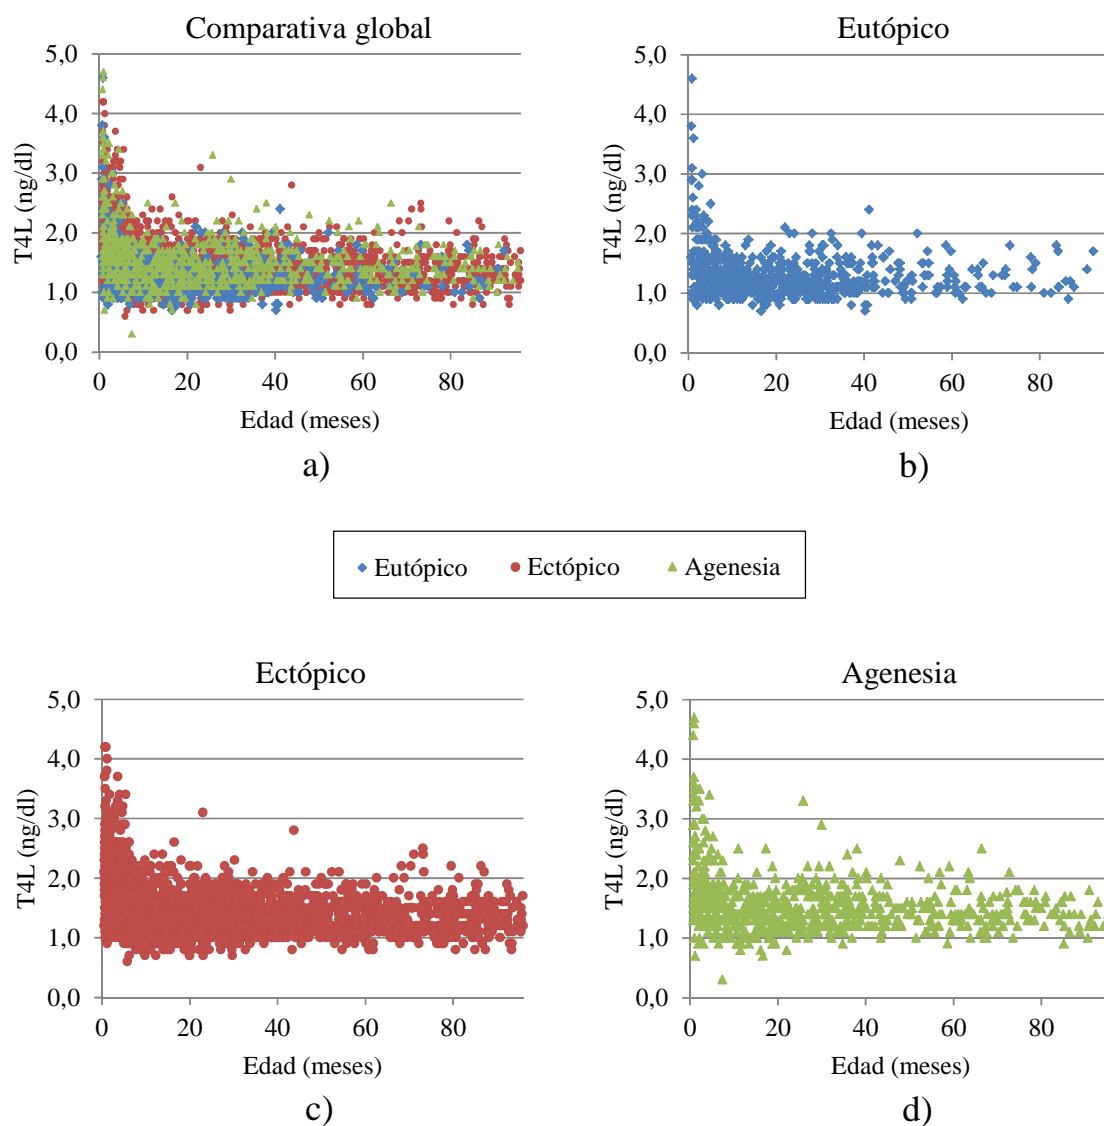 Comparativa global
5,0
4,0
3,0
2,0
1,0
0,0
T4L (ng/dl)
0 20 40 60 80
Edad (meses)
a)
Eutópico
5,0
4,0
3,0
2,0
1,0
0,0
T4L (ng/dl)
0 20 40 60 80
Edad (meses)
b)
Eutópico Ectópico Agenesia
Ectópico
5,0
4,0
3,0
2,0
1,0
0,0
T4L (ng/dl)
0 20 40 60 80
Edad (meses)
c)
Agenesia
5,0
4,0
3,0
2,0
1,0
0,0
T4L (ng/dl)
0 20 40 60 80
Edad (meses)
d)